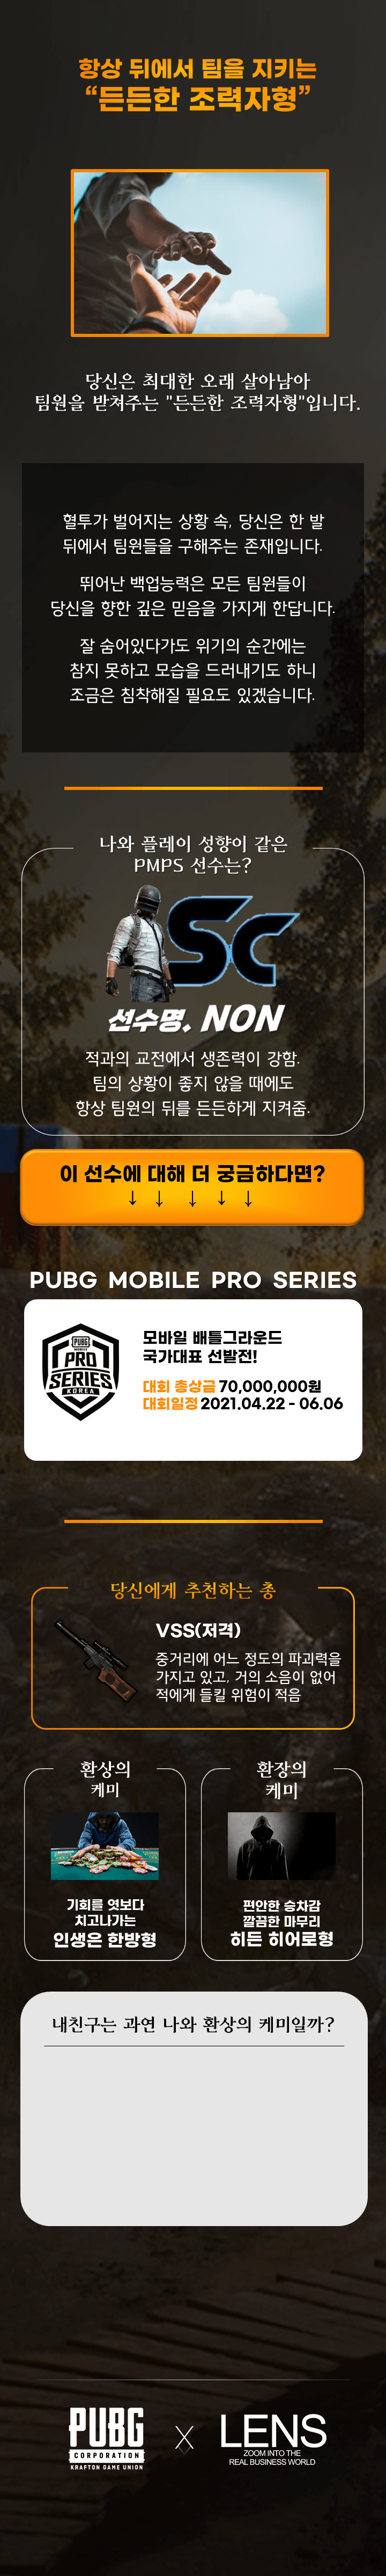 항상 뒤에서 팀을 지키는
“든든한 조력자형”
당신은 최대한 오래 살아남아
팀원을 받쳐주는 "든든한 조력자형"입니다.
혈투가 벌어지는 상황 속, 당신은 한 발
뒤에서 팀원들을 구해주는 존재입니다.
뛰어난 백업능력은 모든 팀원들이
당신을 향한 깊은 믿음을 가지게 한답니다.
잘 숨어있다가도 위기의 순간에는
참지 못하고 모습을 드러내기도 하니
조금은 침착해질 필요도 있겠습니다.
나와 플레이 성향이 같은
PMPS 선수는?
SC
선수명. NON
적과의 교전에서 생존력이 강함.
팀의 상황이 좋지 않을 때에도
항상 팀원의 뒤를 든든하게 지켜줌.
이 선수에 대해 더 궁금하다면?
↓ ↓ ↓ ↓ ↓
PUBG MOBILE PRO SERIES
PUBG
MOBILE
PRO
SERIES
KOREA
모바일 배틀그라운드
국가대표 선발전!
대회 총상금 70,000,000원
대회일정 2021.04.22 - 06.06
당신에게 추천하는 총
VSS(저격)
중거리에 어느 정도의 파괴력을
가지고 있고, 거의 소음이 없어
적에게 들킬 위험이 적음
환상의
케미
기회를 엿보다
치고나가는
인생은 한방형
환장의
케미
편안한 승차감
깔끔한 마무리
히든 히어로형
내친구는 과연 나와 환상의 케미일까?
PUBG
CORPORATION
KRAFTON GAME UNION
X
LENS
ZOOM INTO THE
REAL BUSINESS WORLD